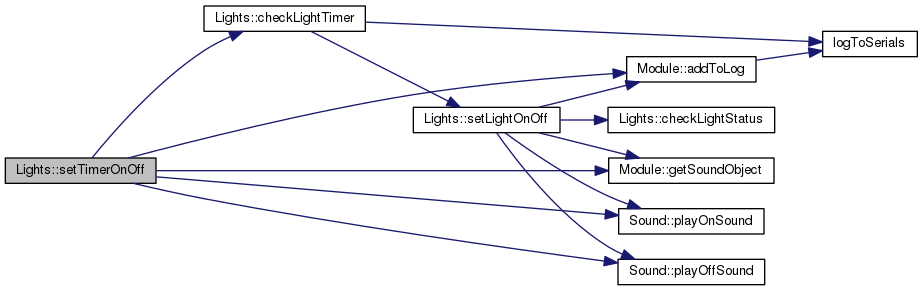 Lights::checkLightTimer
logToSerials
Module::addToLog
Lights::setLightOnOff
Lights::checkLightStatus
Lights::setTimerOnOff
Module::getSoundObject
Sound::playOnSound
Sound::playOffSound